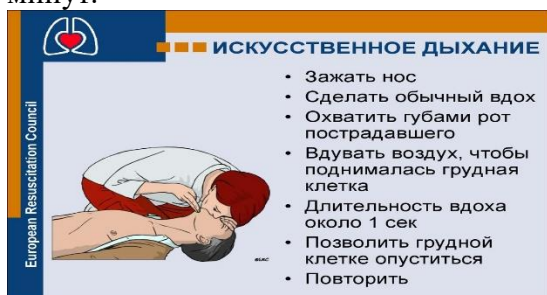 минут.
ИСКУССТВЕННОЕ ДЫХАНИЕ
European Resuscitation Council
• Зажать нос
• Сделать обычный вдох
• Охватить губами рот
пострадавшего
• Вдувать воздух, чтобы
поднималась грудная
клетка
• Длительность вдоха
около 1 сек
• Позволить грудной
клетке опуститься
• Повторить